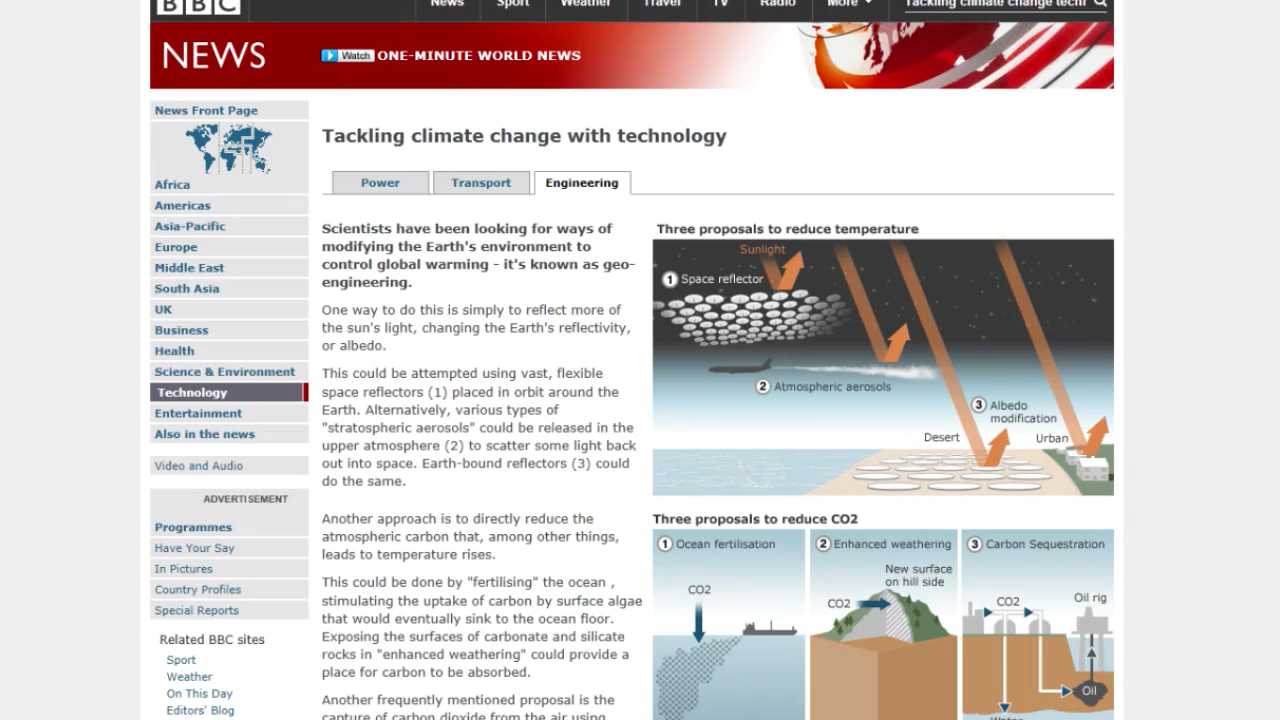 BBC
News Sport Weather Travel TV Radio More Tackling climate change techr
NEWS
Watch ONE-MINUTE WORLD NEWS
News Front Page
Africa
Americas
Asia-Pacific
Europe
Middle East
South Asia
UK
Business
Health
Science & Environment
Technology
Entertainment
Also in the news
Video and Audio
ADVERTISEMENT
Programmes
Have Your Say
In Pictures
Country Profiles
Special Reports
Related BBC sites
Sport
Weather
On This Day
Editors' Blog
Tackling climate change with technology
Power Transport Engineering
Scientists have been looking for ways of
modifying the Earth's environment to
control global warming - it's known as geo-
engineering.
One way to do this is simply to reflect more of
the sun's light, changing the Earth's reflectivity,
or albedo.
This could be attempted using vast, flexible
space reflectors (1) placed in orbit around the
Earth. Alternatively, various types of
"stratospheric aerosols" could be released in the
upper atmosphere (2) to scatter some light back
out into space. Earth-bound reflectors (3) could
do the same.
Another approach is to directly reduce the
atmospheric carbon that, among other things,
leads to temperature rises.
This could be done by "fertilising" the ocean ,
stimulating the uptake of carbon by surface algae
that would eventually sink to the ocean floor.
Exposing the surfaces of carbonate and silicate
rocks in "enhanced weathering" could provide a
place for carbon to be absorbed.
Another frequently mentioned proposal is the
capture of carbon dioxide from the air using
Three proposals to reduce temperature
Sunlight
1 Space reflector
2 Atmospheric aerosols
3 Albedo
modification
Desert
Urban
Three proposals to reduce CO2
1 Ocean fertilisation
CO2
2 Enhanced weathering
New surface
on hill side
CO2
3 Carbon Sequestration
CO2
Oil rig
Oil
Water